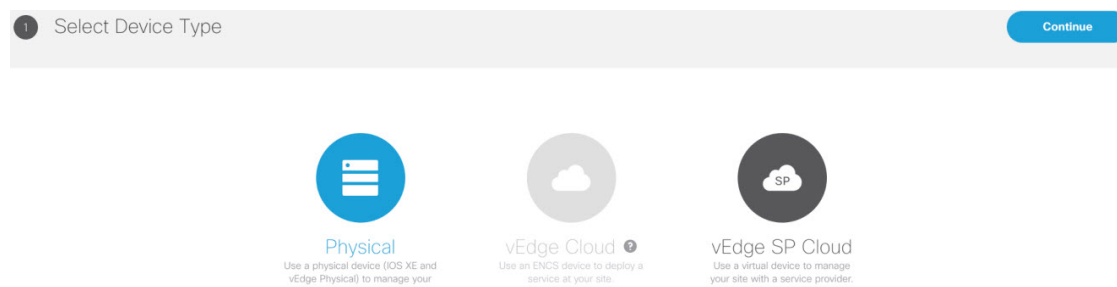 1 Select Device Type Continue
SP
Physical vEdge Cloud ? vEdge SP Cloud
Use a physical device (IOS XE and Use an ENCS device to deploy a Use a virtual device to manage
vEdge Physical) to manage your service at your site. your site with a service provider.